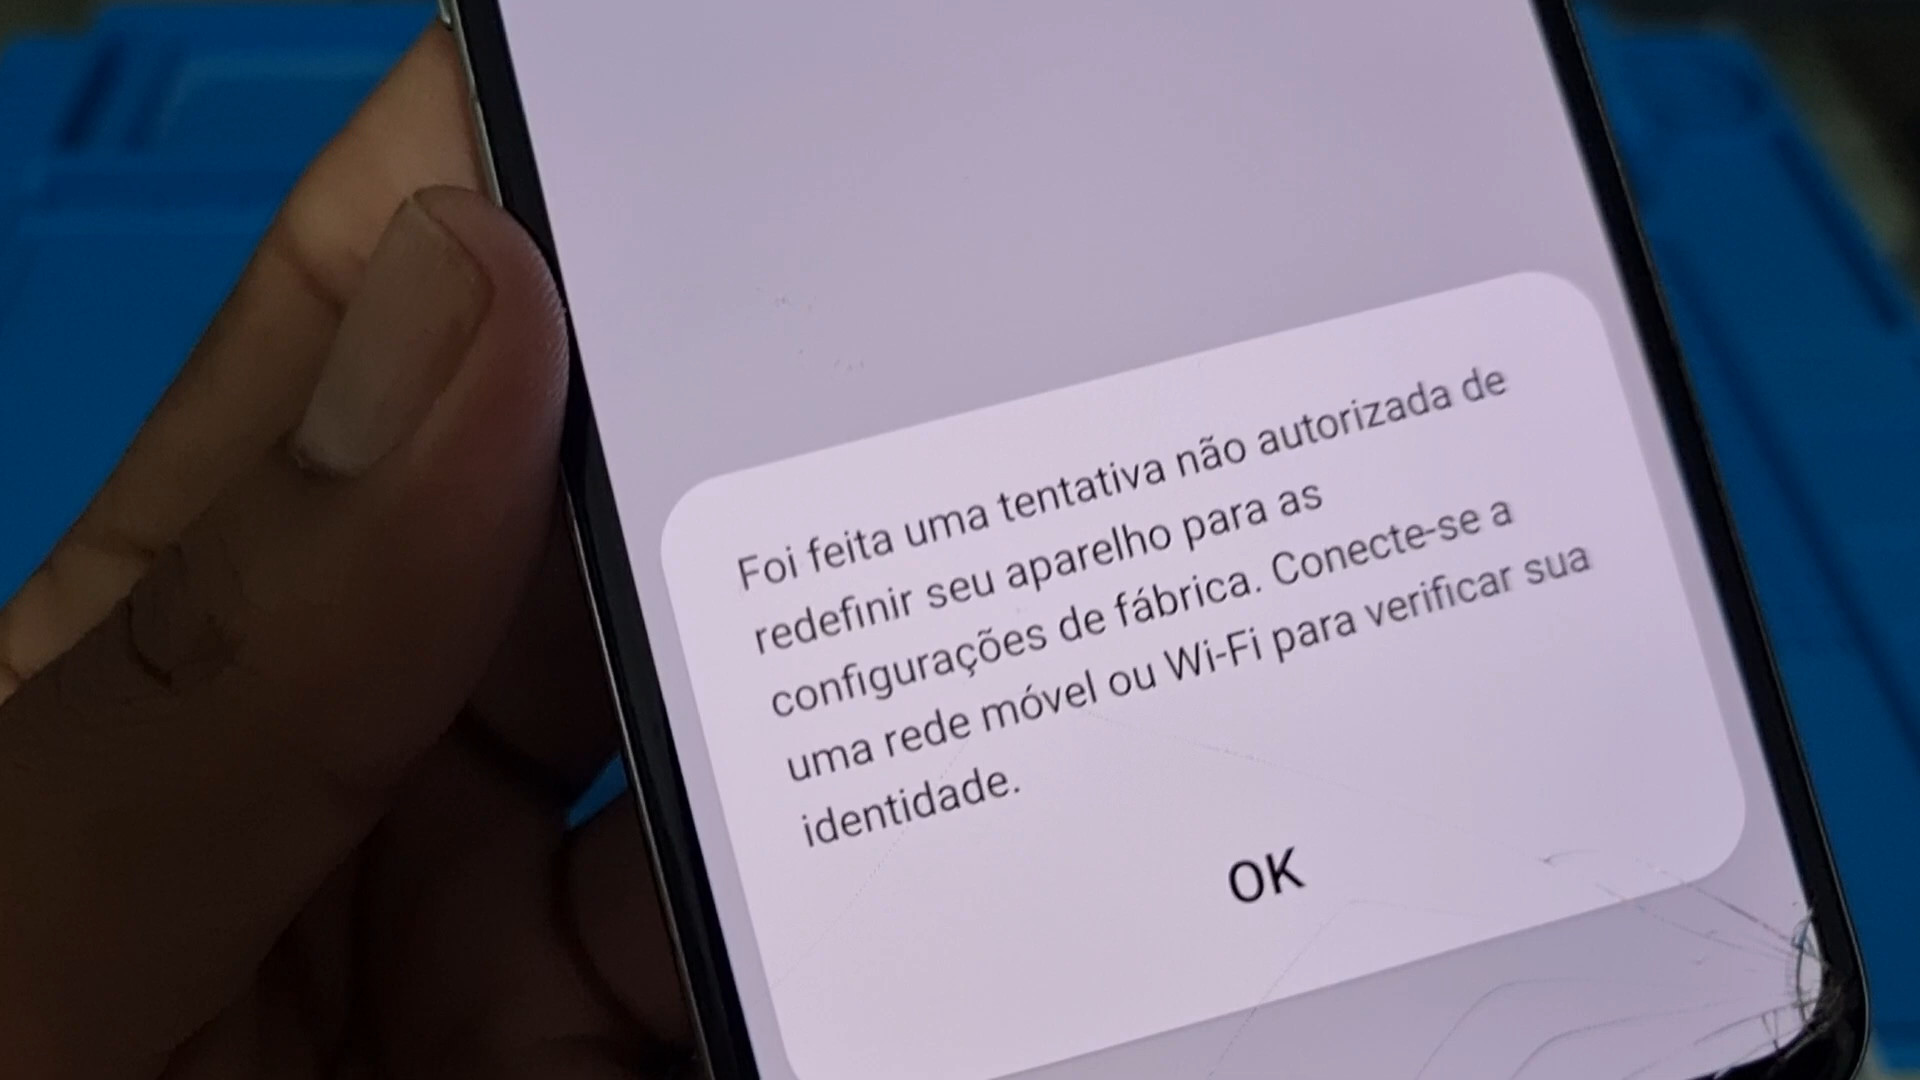 Foi feita uma tentativa não autorizada de
redefinir seu aparelho para as
configurações de fábrica. Conecte-se a
uma rede móvel ou Wi-Fi para verificar sua
identidade.
OK